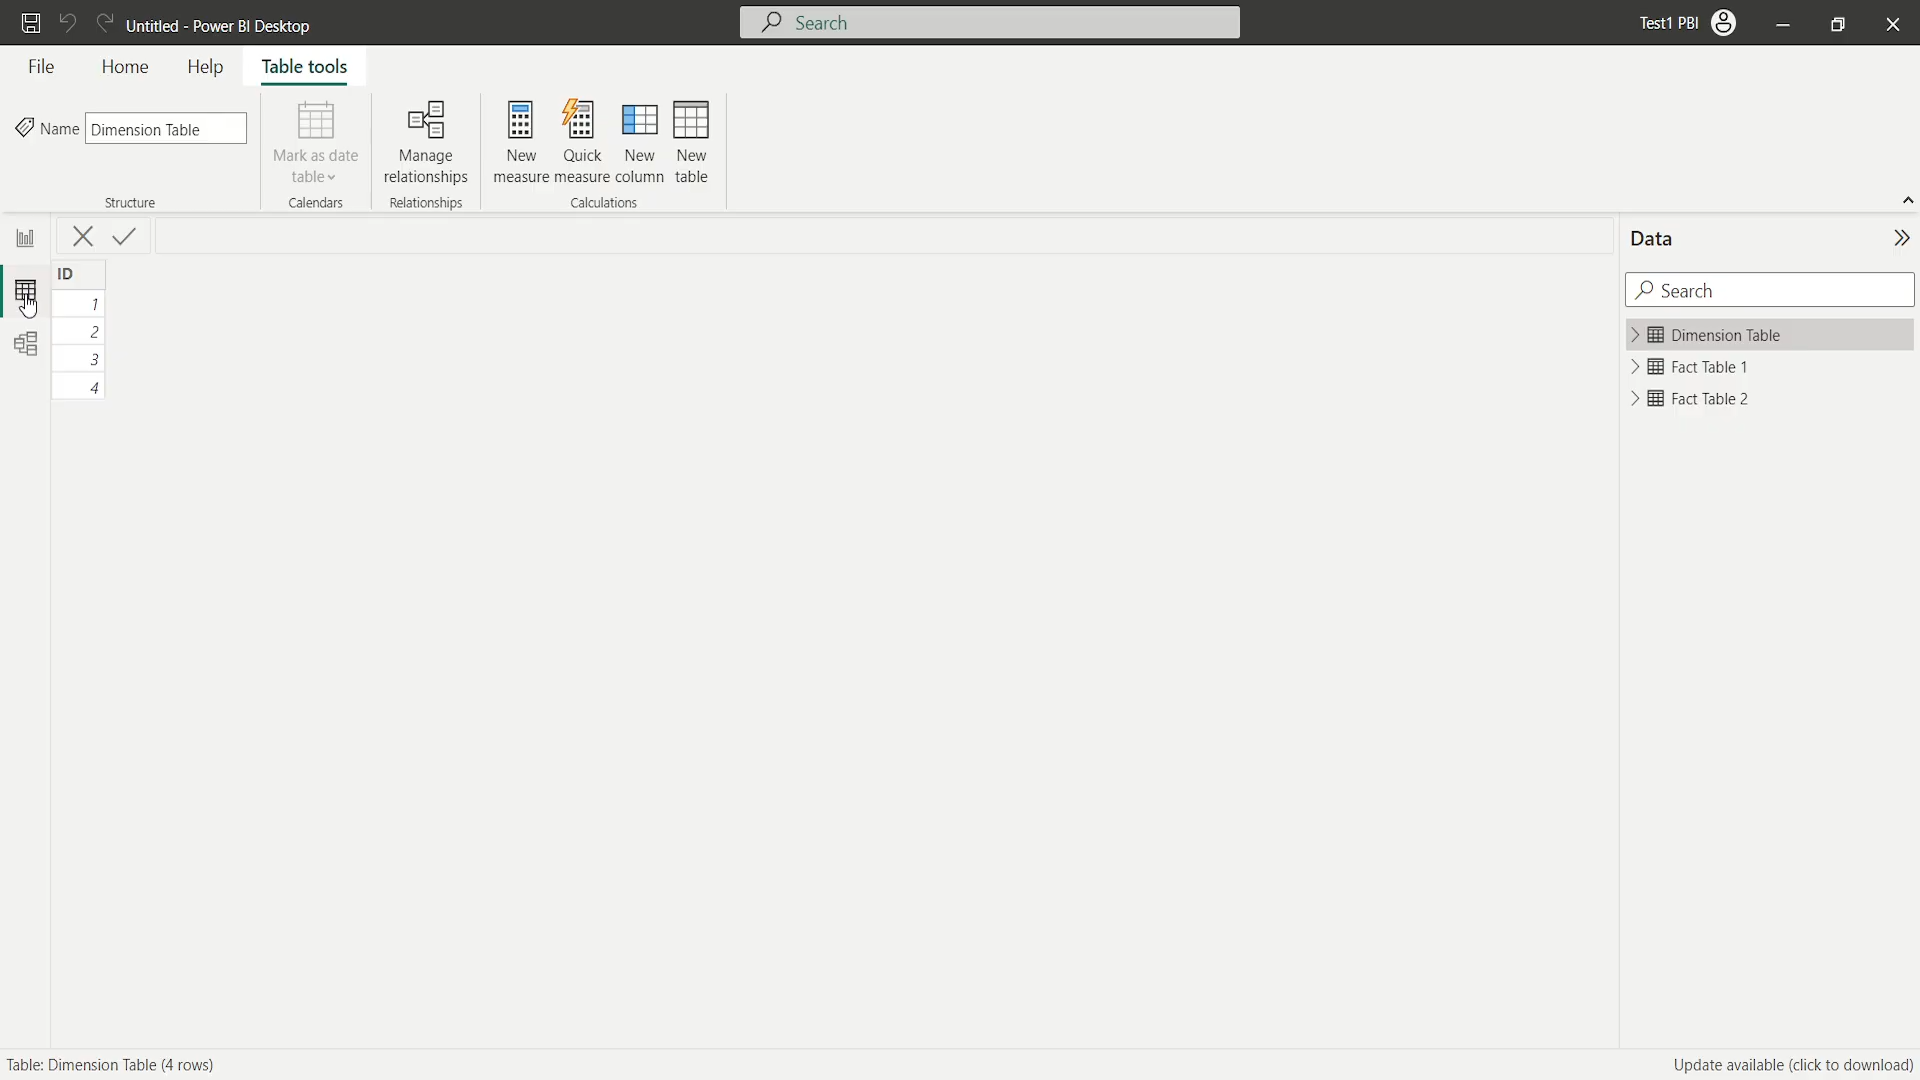 Untitled - Power BI Desktop
Search
Test1 PBI
File
Home
Help
Table tools
Name
Dimension Table
Structure
Mark as date
table
Calendars
Manage
relationships
Relationships
New
measure
Quick
measure
New
column
New
table
Calculations
ID
1
2
3
4
Data
Search
Dimension Table
Fact Table 1
Fact Table 2
Table: Dimension Table (4 rows)
Update available (click to download)